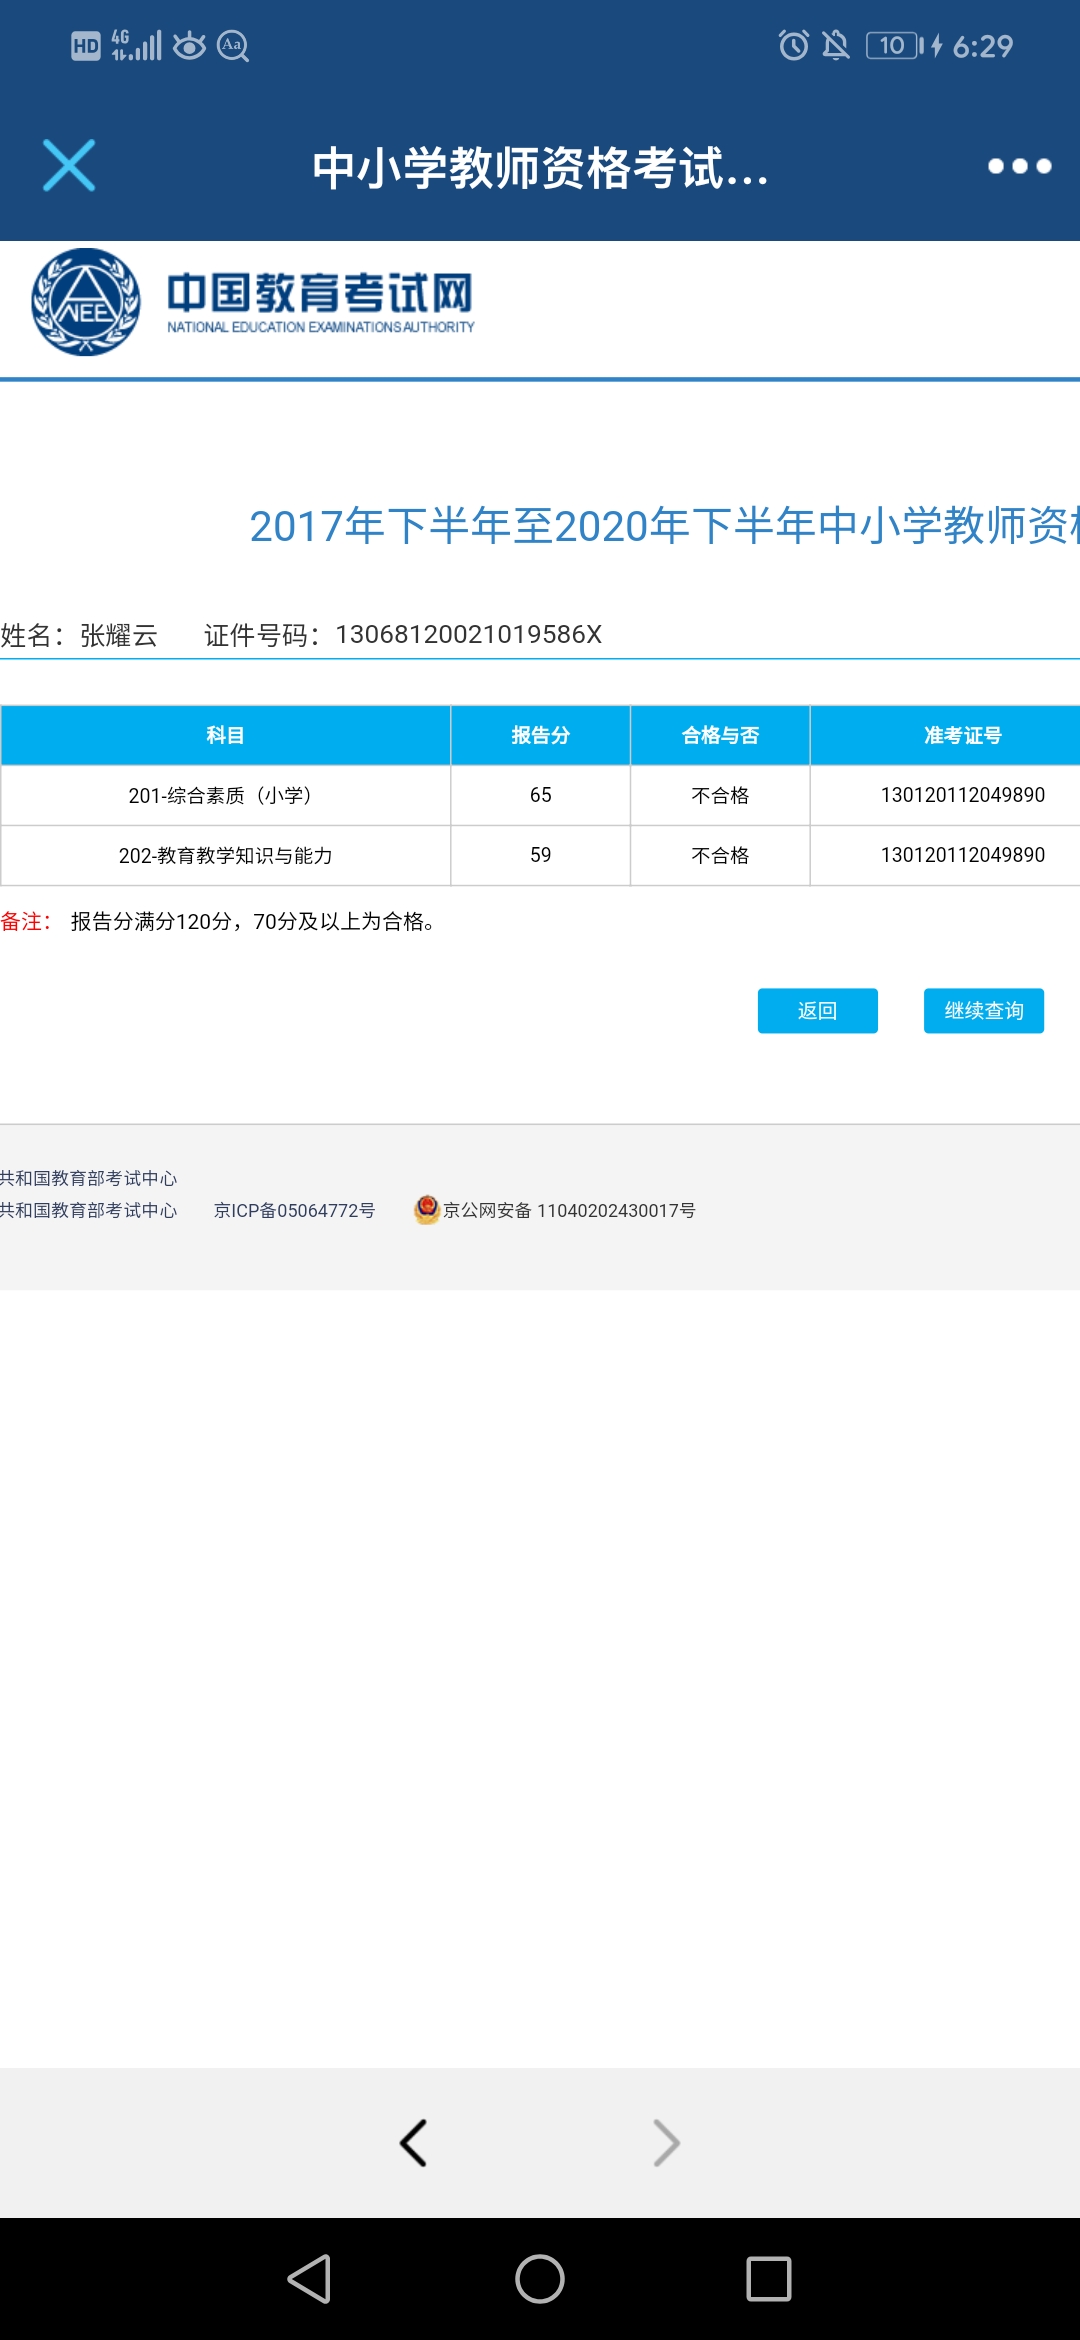 HD 4G Aa 10 6:29
中小学教师资格考试...
NEEA
中国教育考试网
NATIONAL EDUCATION EXAMINATIONS AUTHORITY
2017年下半年至2020年下半年中小学教师资
姓名：张耀云 证件号码：13068120021019586X
科目 报告分 合格与否 准考证号
201-综合素质（小学） 65 不合格 130120112049890
202-教育教学知识与能力 59 不合格 130120112049890
备注： 报告分满分120分，70分及以上为合格。
返回 继续查询
共和国教育部考试中心
共和国教育部考试中心 京ICP备05064772号 京公网安备 11040202430017号